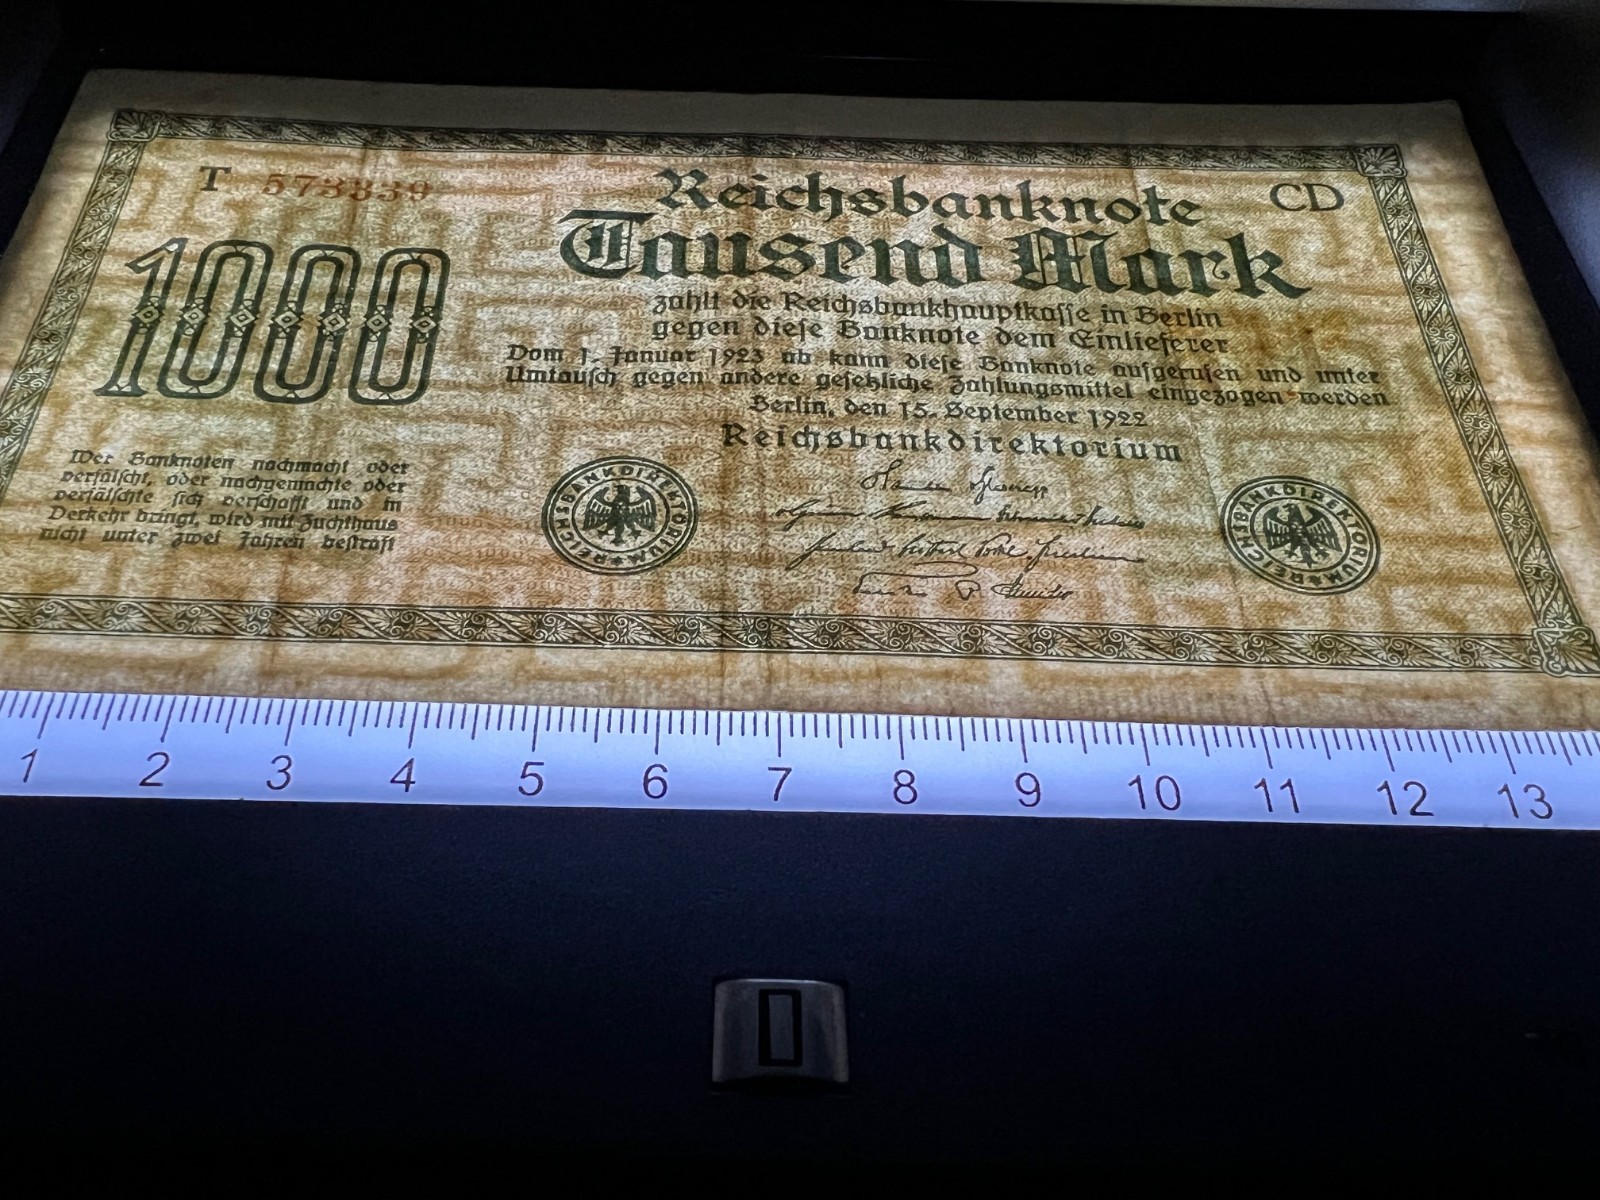 T 573339
Reichsbanknote
CD
Tausend Mark
1000
zahlt die Reichsbankhauptkasse in Berlin
gegen diese Banknote dem Einlieferer
Vom 1. Januar 1923 ab kann diese Banknote aufgerufen und unter
Umtausch gegen andere gesetzliche Zahlungsmittel eingezogen werden
Berlin, den 15. September 1922
Reichsbankdirektorium
Wer Banknoten nachmacht oder
verfälscht, oder nachgemachte oder
verfälschte sich verschafft und in
Verkehr bringt, wird mit Zuchthaus
nicht unter zwei Jahren bestraft
REICHSBANKDIREKTORIUM
REICHSBANKDIREKTORIUM
1 2 3 4 5 6 7 8 9 10 11 12 13